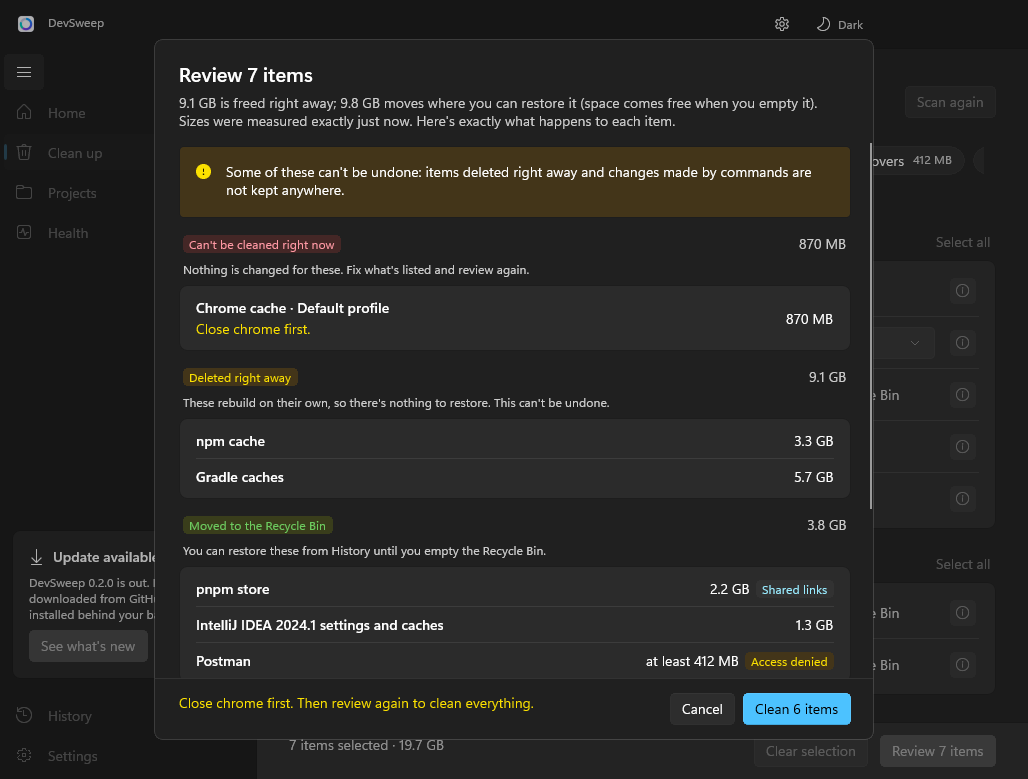 DevSweep
Dark
Home
Clean up
Projects
Health
Scan again
overs 412 MB
Select all
Bin
Select all
Bin
Bin
Update available
DevSweep 0.2.0 is out.
downloaded from GitHu
installed behind your ba
See what's new
History
Settings
7 items selected · 19.7 GB
Clear selection
Review 7 items
Review 7 items
9.1 GB is freed right away; 9.8 GB moves where you can restore it (space comes free when you empty it).
Sizes were measured exactly just now. Here's exactly what happens to each item.
Some of these can't be undone: items deleted right away and changes made by commands are
not kept anywhere.
Can't be cleaned right now 870 MB
Nothing is changed for these. Fix what's listed and review again.
Chrome cache · Default profile
870 MB
Close chrome first.
Deleted right away 9.1 GB
These rebuild on their own, so there's nothing to restore. This can't be undone.
npm cache 3.3 GB
Gradle caches 5.7 GB
Moved to the Recycle Bin 3.8 GB
You can restore these from History until you empty the Recycle Bin.
pnpm store 2.2 GB Shared links
IntelliJ IDEA 2024.1 settings and caches 1.3 GB
Postman at least 412 MB Access denied
Close chrome first. Then review again to clean everything.
Cancel
Clean 6 items